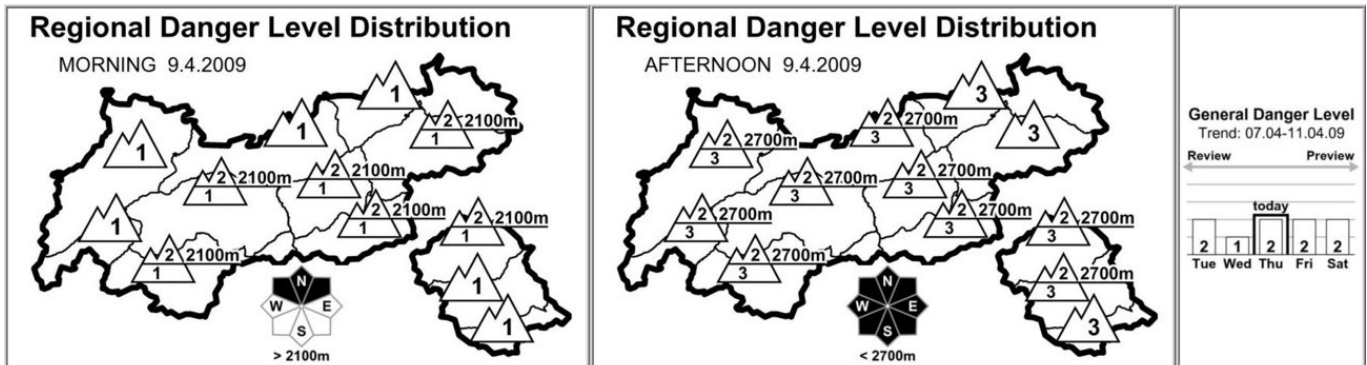 Regional Danger Level Distribution
MORNING 9.4.2009
1
1
2 2100m
1
1
2 2100m
1
2 2100m
1
1
2 2100m
1
2 2100m
1
2 2100m
1
1
1
N
W E
S
> 2100m
Regional Danger Level Distribution
AFTERNOON 9.4.2009
3
2 2700m
3
3
2 2700m
3
2 2700m
3
2 2700m
3
2 2700m
3
2 2700m
3
2 2700m
3
2 2700m
3
2 2700m
3
3
N
W E
S
< 2700m
General Danger Level
Trend: 07.04-11.04.09
Review Preview
today
2 1 2 2 2
Tue Wed Thu Fri Sat